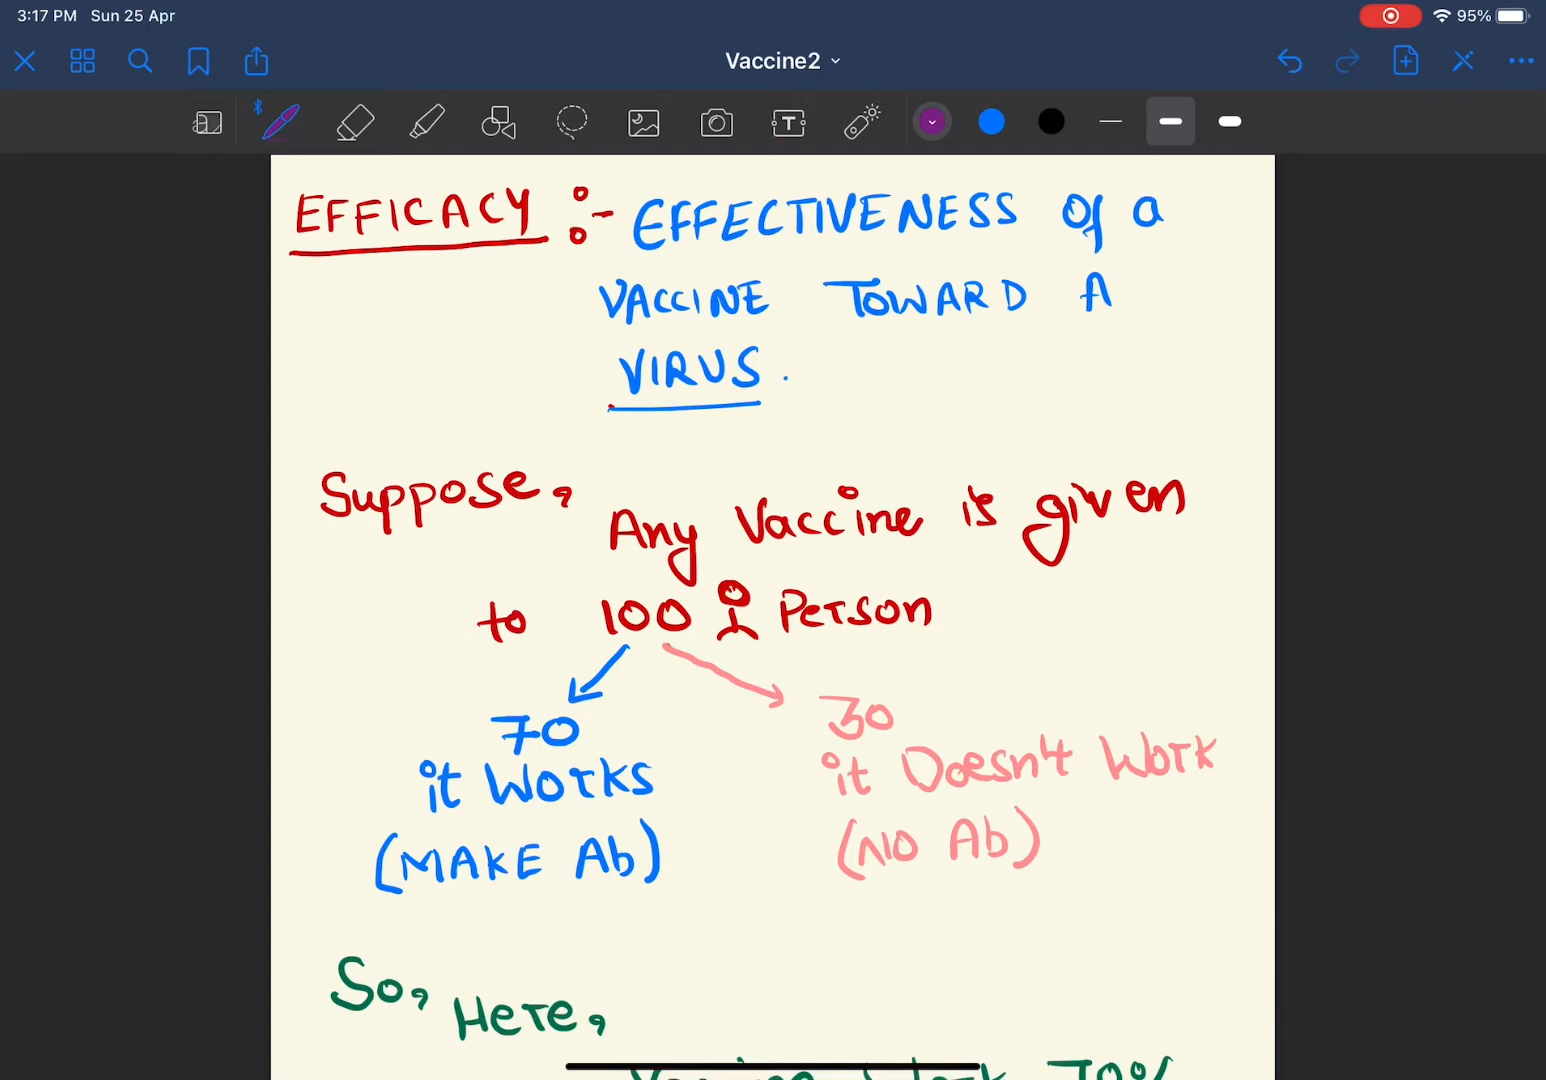 3:17 PM Sun 25 Apr
95%
Vaccine2
T
EFFICACY :- EFFECTIVENESS of a
VACCINE TOWARD A
VIRUS.
Suppose, Any Vaccine is given
to 100 Person
70
it Works
(MAKE Ab)
30
it Doesn't Work
(NO Ab)
So, Here,
70%